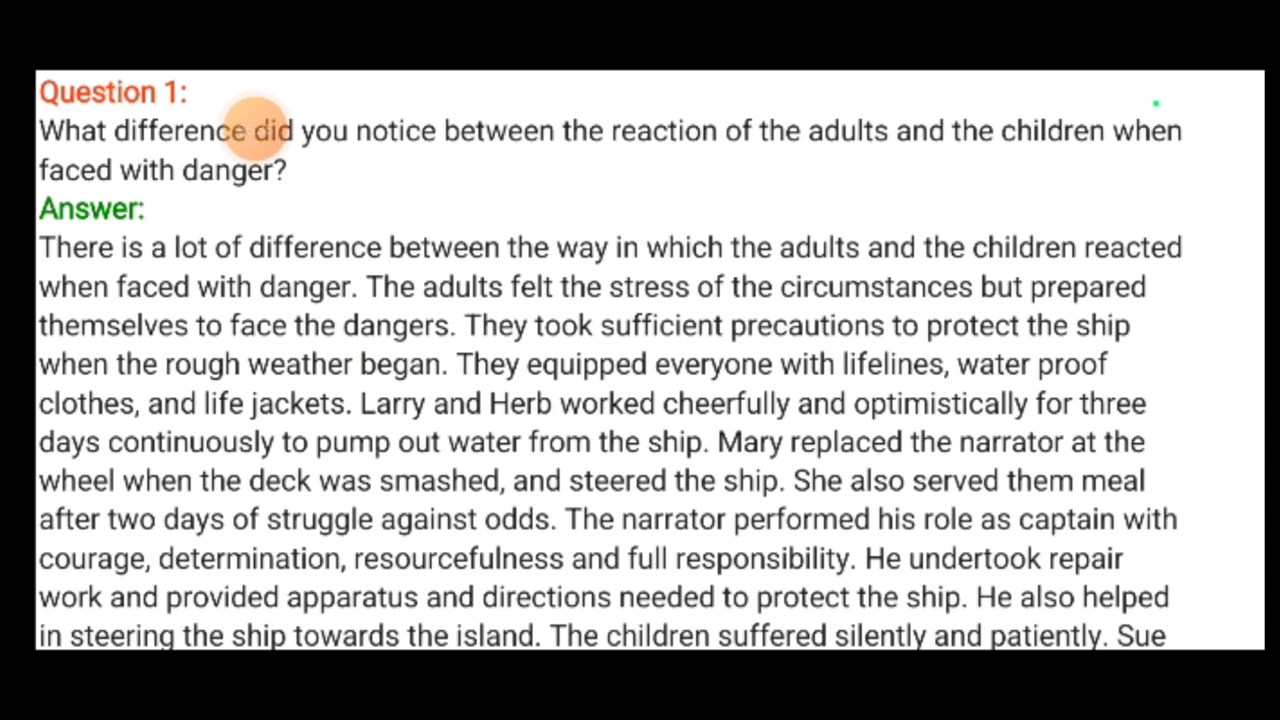 Question 1:
What difference did you notice between the reaction of the adults and the children when
faced with danger?
Answer:
There is a lot of difference between the way in which the adults and the children reacted
when faced with danger. The adults felt the stress of the circumstances but prepared
themselves to face the dangers. They took sufficient precautions to protect the ship
when the rough weather began. They equipped everyone with lifelines, water proof
clothes, and life jackets. Larry and Herb worked cheerfully and optimistically for three
days continuously to pump out water from the ship. Mary replaced the narrator at the
wheel when the deck was smashed, and steered the ship. She also served them meal
after two days of struggle against odds. The narrator performed his role as captain with
courage, determination, resourcefulness and full responsibility. He undertook repair
work and provided apparatus and directions needed to protect the ship. He also helped
in steering the ship towards the island. The children suffered silently and patiently. Sue